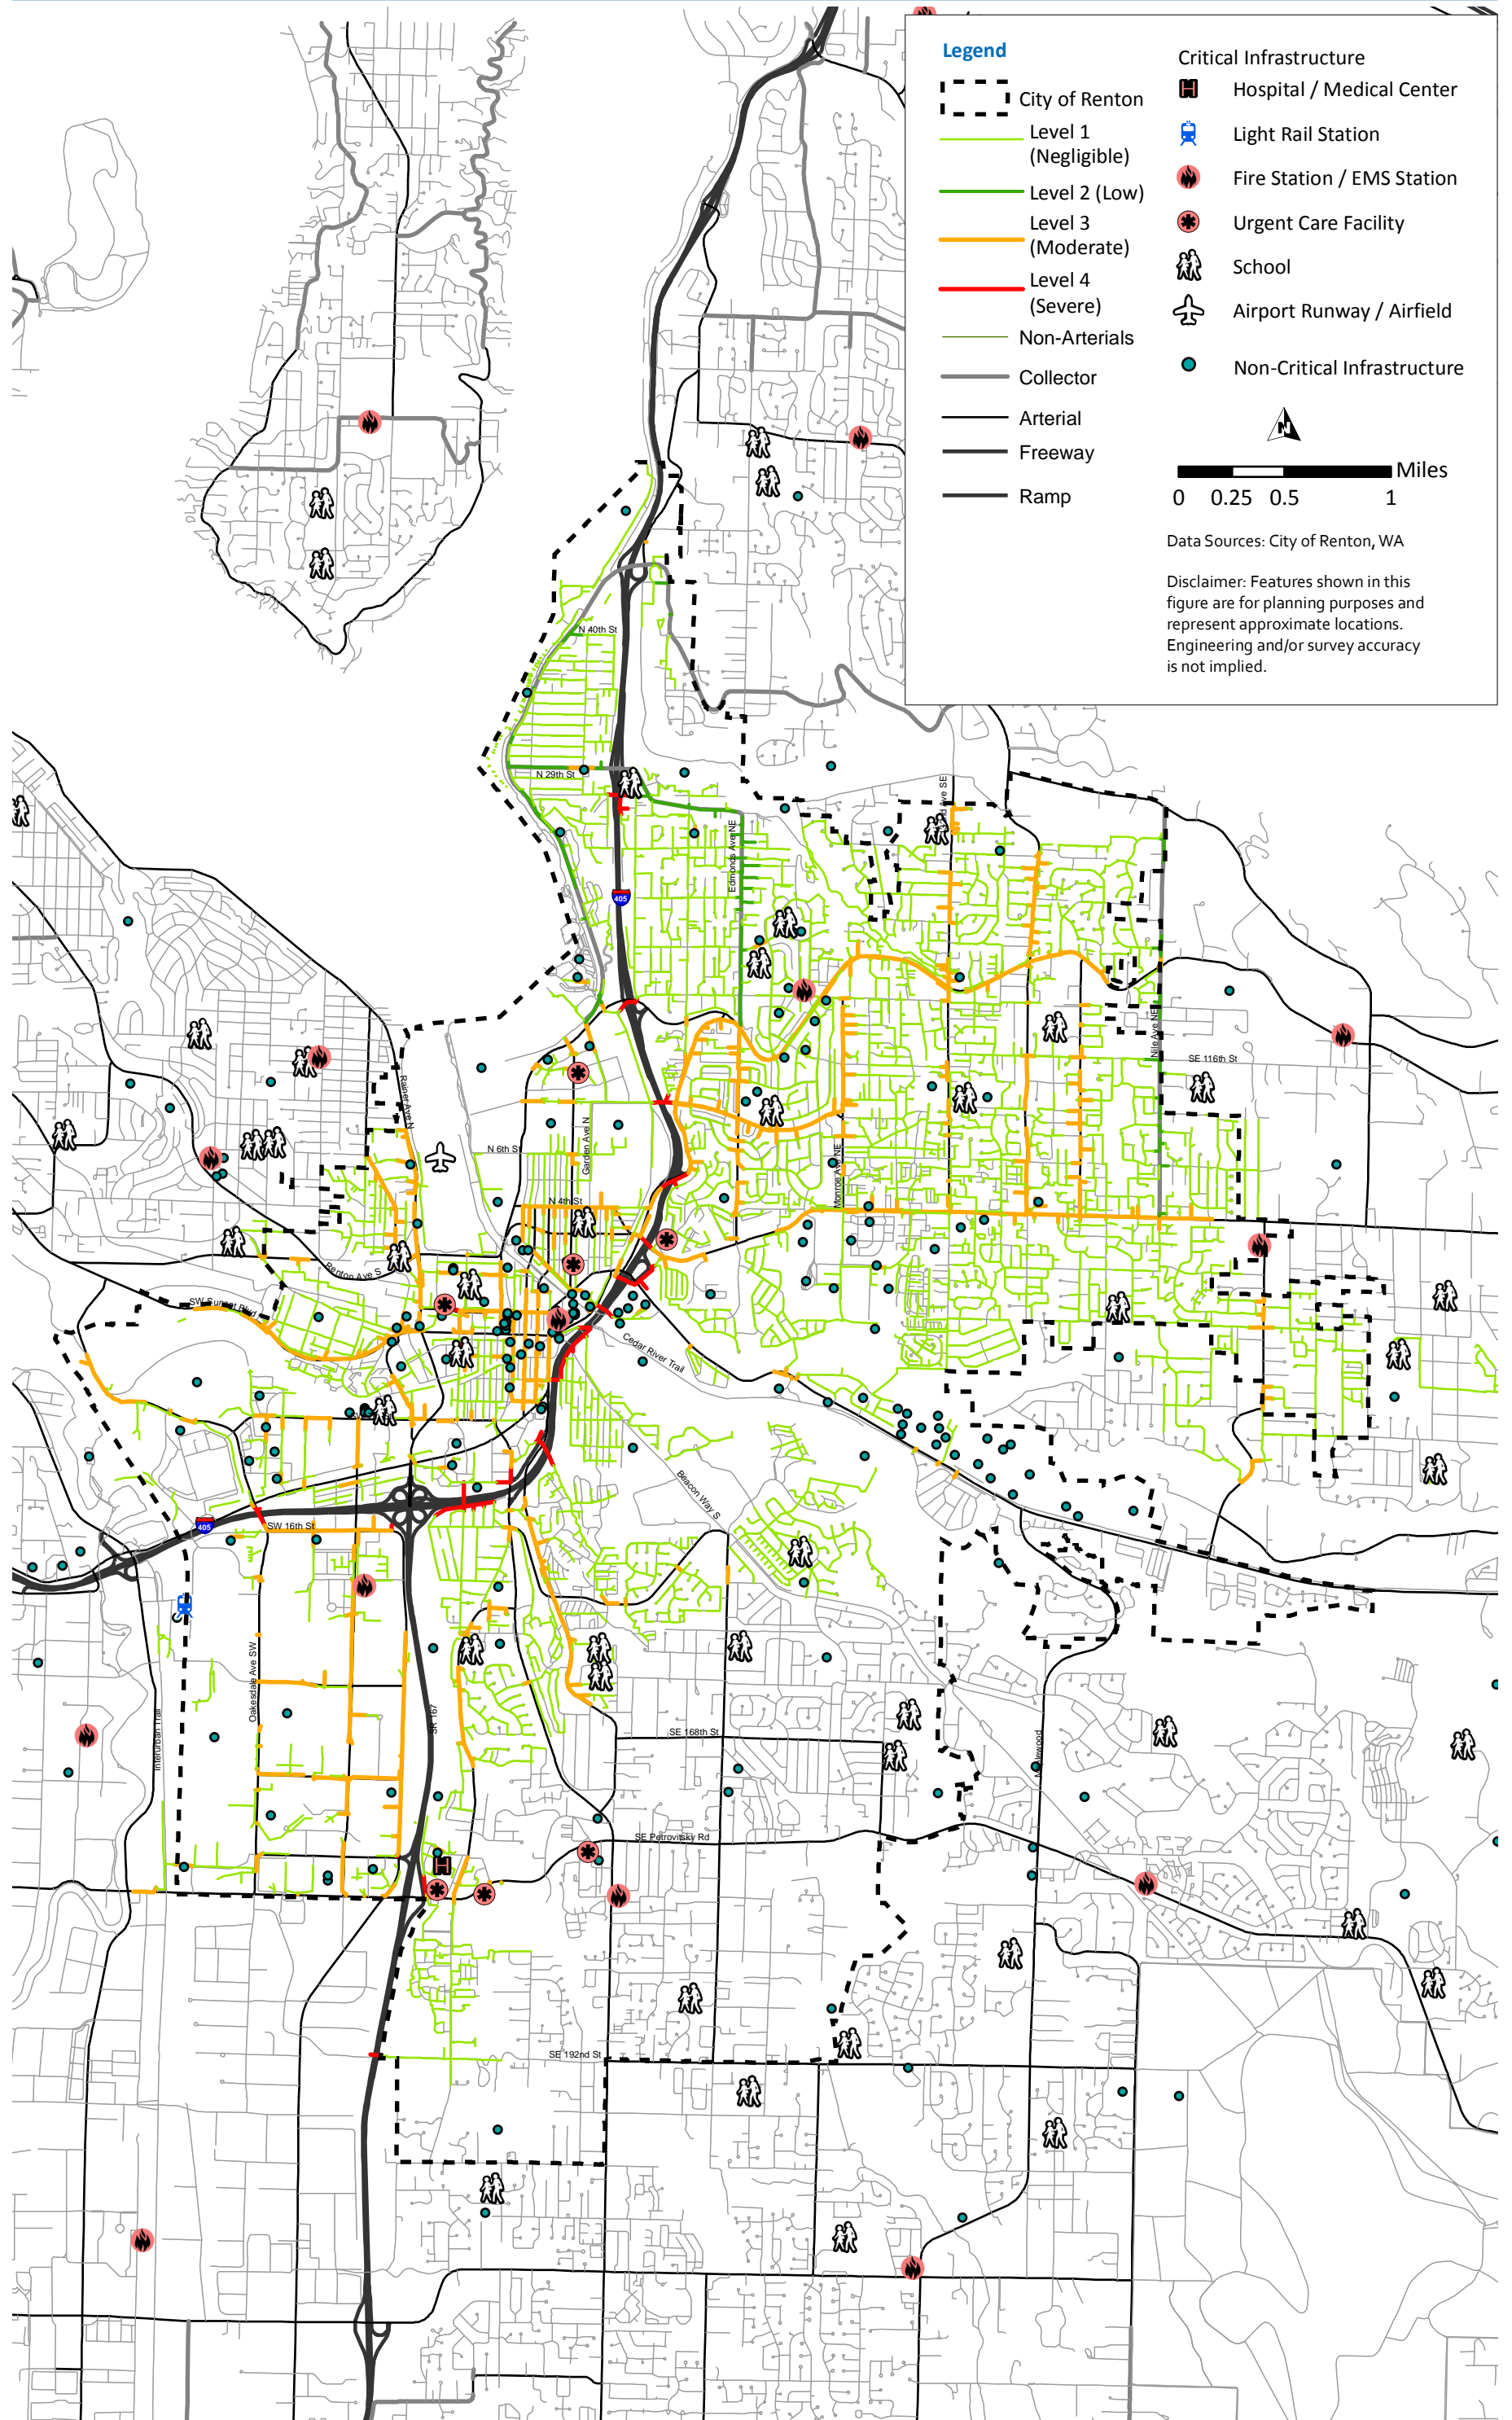 Legend
City of Renton
Level 1
(Negligible)
Level 2 (Low)
Level 3
(Moderate)
Level 4
(Severe)
Non-Arterials
Collector
Arterial
Freeway
Ramp
Critical Infrastructure
Hospital / Medical Center
Light Rail Station
Fire Station / EMS Station
Urgent Care Facility
School
Airport Runway / Airfield
Non-Critical Infrastructure
N
Miles
0 0.25 0.5 1
Data Sources: City of Renton, WA
Disclaimer: Features shown in this
figure are for planning purposes and
represent approximate locations.
Engineering and/or survey accuracy
is not implied.
N 40th St
N 29th St
Edmonds Ave NE
Ave SE
405
Nile Ave NE
SE 116th St
Rainier Ave N
Garden Ave N
N 6th St
Monroe Ave NE
N 4th St
Renton Ave S
SW Sunset Blvd
Cedar River Trail
Beacon Way S
405
SW 16th St
Oakesdale Ave SW
SR 167
Interurban Trail
SE 168th St
SE Petrovitsky Rd
SE 192nd St
H